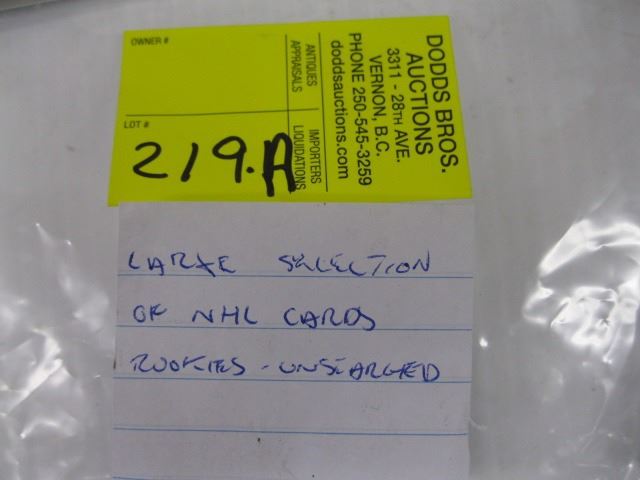 OWNER #
LOT #
219.A
ANTIQUES
APPRAISALS
IMPORTERS
LIQUIDATIONS
DODDS BROS.
AUCTIONS
3311 - 28TH AVE.
VERNON, B.C.
PHONE 250-545-3259
doddsauctions.com
LARGE SELECTION
OF NHL CARDS
ROOKIES - UNSEARCHED